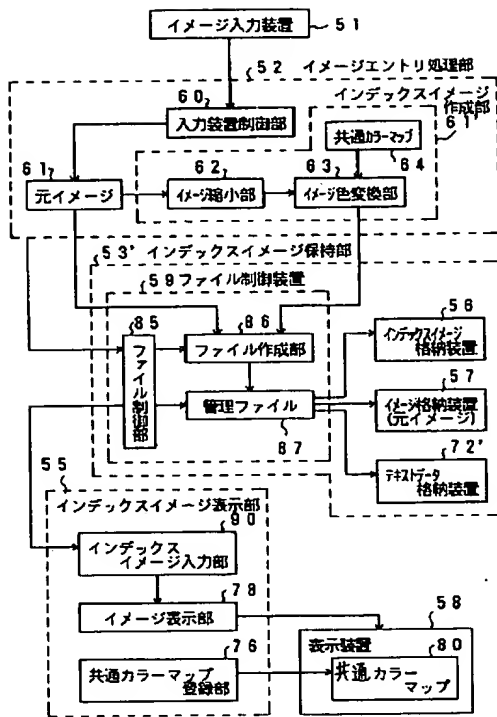 イメージ入力装置 51
52 イメージエントリ処理部
60
入力装置制御部
インデックスイメージ
作成部
61'
共通カラーマップ
64
61
元イメージ
62
イメージ縮小部
63
イメージ色変換部
53' インデックスイメージ保持部
59 ファイル制御装置
85
ファイル制御部
86
ファイル作成部
管理ファイル
87
56
インデックスイメージ
格納装置
57
イメージ格納装置
(元イメージ)
72'
テキストデータ
格納装置
55
インデックスイメージ表示部
90
インデックス
イメージ入力部
78
イメージ表示部
76
共通カラーマップ
登録部
58
表示装置
80
共通カラー
マップ